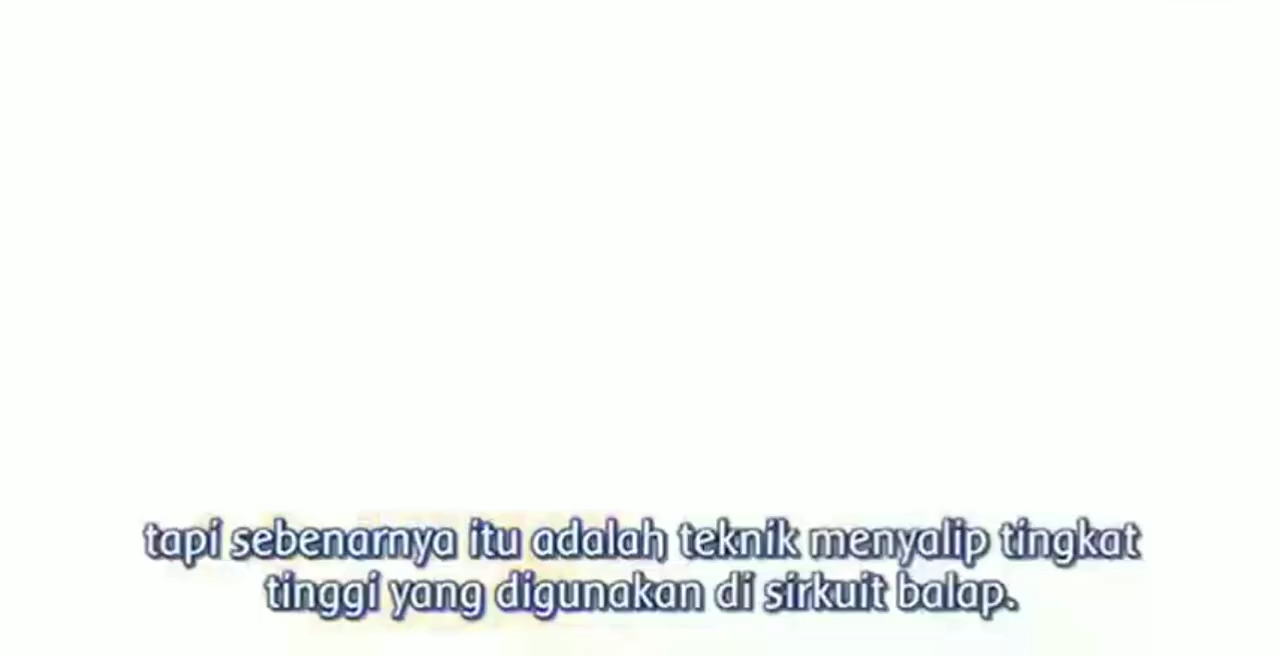 tapi sebenarnya itu adalah teknik menyalip tingkat
tinggi yang digunakan di sirkuit balap.